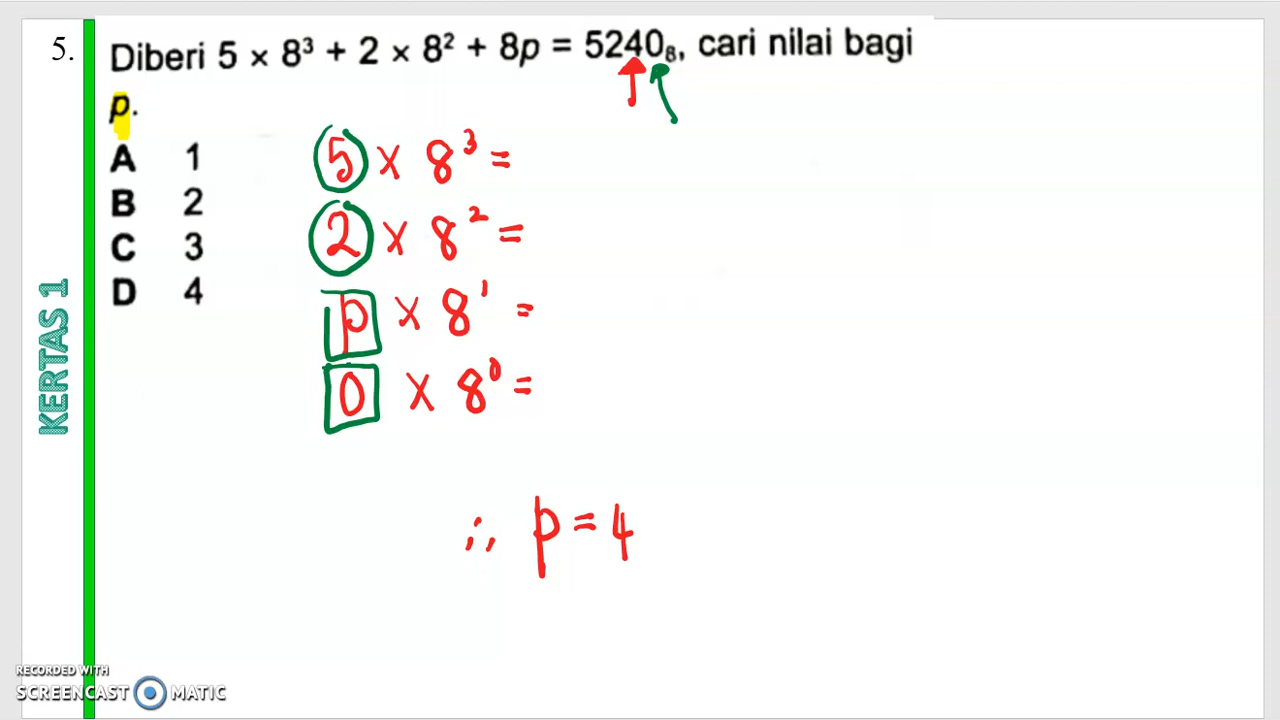 5.
Diberi 5 × 8³ + 2 × 8² + 8p = 5240₈, cari nilai bagi
p.
A 1
B 2
C 3
D 4
5 × 8³ =
2 × 8² =
p × 8¹ =
0 × 8⁰ =
∴ p = 4
KERTAS 1
RECORDED WITH
SCREENCAST MATIC